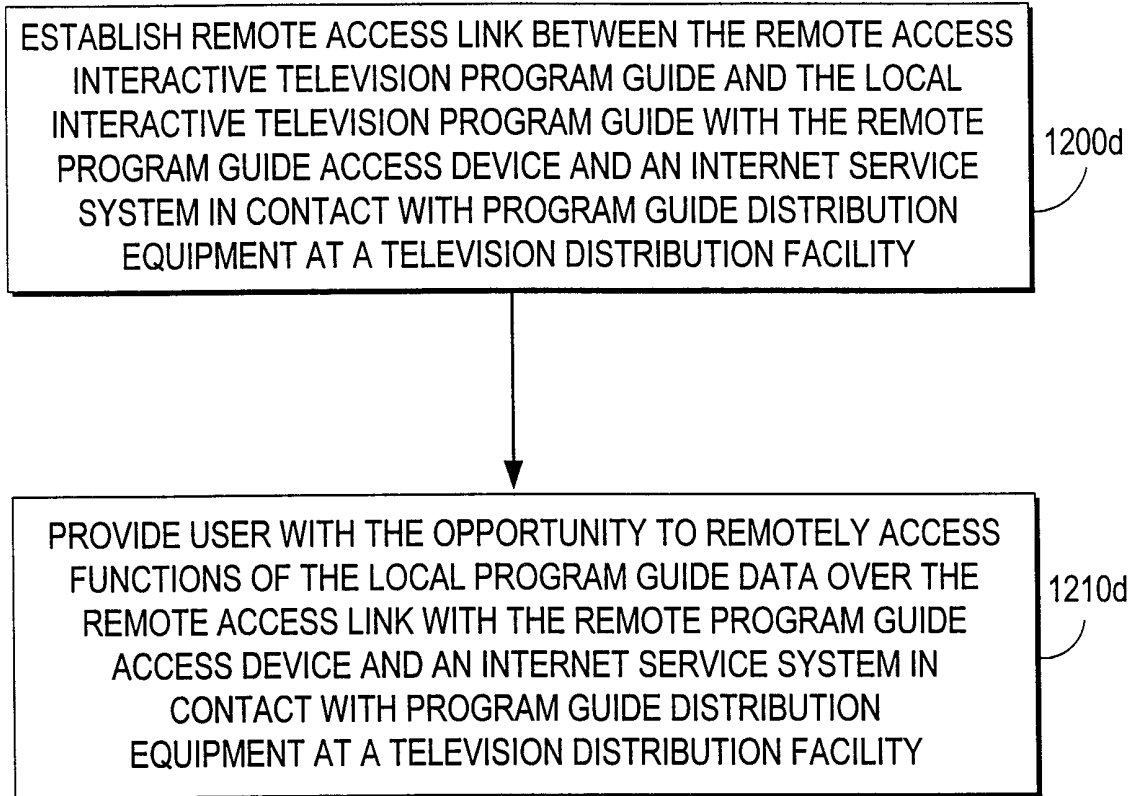 ESTABLISH REMOTE ACCESS LINK BETWEEN THE REMOTE ACCESS
INTERACTIVE TELEVISION PROGRAM GUIDE AND THE LOCAL
INTERACTIVE TELEVISION PROGRAM GUIDE WITH THE REMOTE
PROGRAM GUIDE ACCESS DEVICE AND AN INTERNET SERVICE
SYSTEM IN CONTACT WITH PROGRAM GUIDE DISTRIBUTION
EQUIPMENT AT A TELEVISION DISTRIBUTION FACILITY
1200d
PROVIDE USER WITH THE OPPORTUNITY TO REMOTELY ACCESS
FUNCTIONS OF THE LOCAL PROGRAM GUIDE DATA OVER THE
REMOTE ACCESS LINK WITH THE REMOTE PROGRAM GUIDE
ACCESS DEVICE AND AN INTERNET SERVICE SYSTEM IN
CONTACT WITH PROGRAM GUIDE DISTRIBUTION
EQUIPMENT AT A TELEVISION DISTRIBUTION FACILITY
1210d